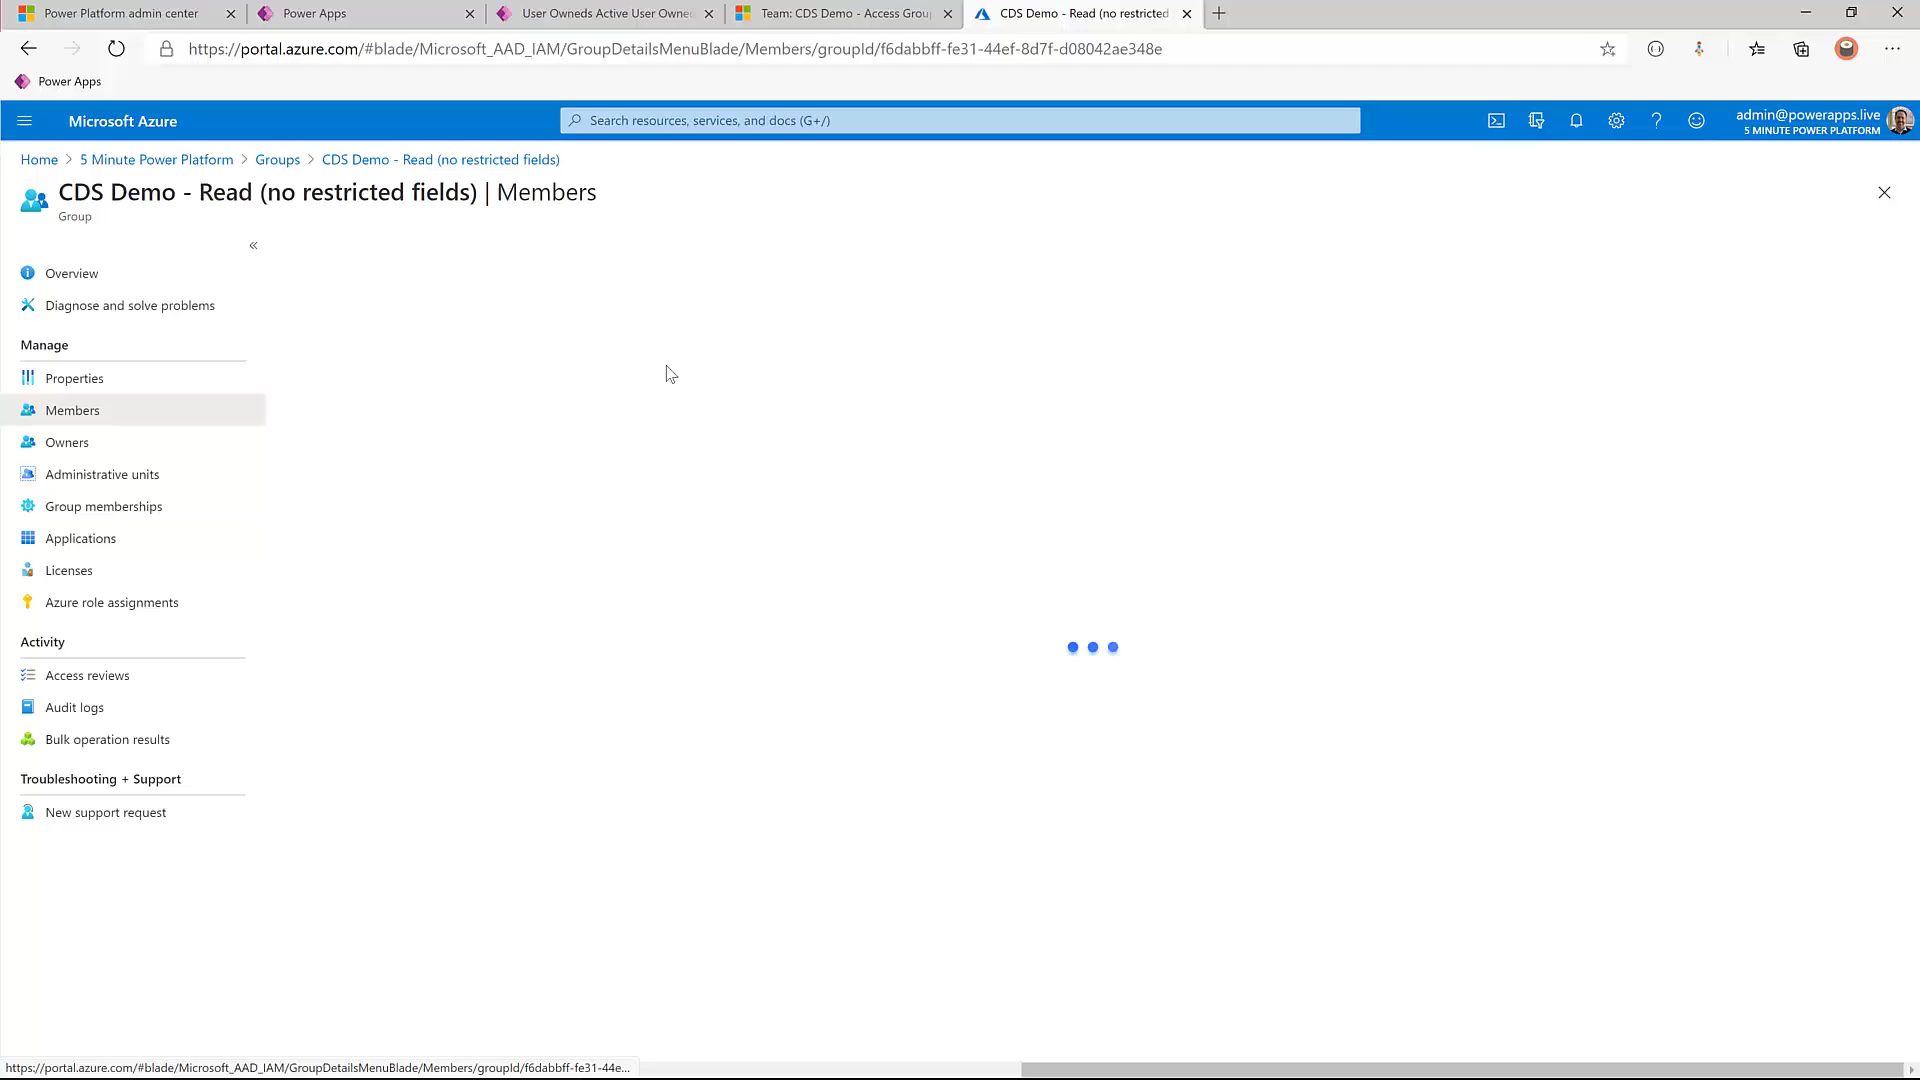 Power Platform admin center
Power Apps
User Owneds Active User Owne
Team: CDS Demo - Access Grou
CDS Demo - Read (no restricted
https://portal.azure.com/#blade/Microsoft_AAD_IAM/GroupDetailsMenuBlade/Members/groupId/f6dabbff-fe31-44ef-8d7f-d08042ae348e
Power Apps
Microsoft Azure
Search resources, services, and docs (G+/)
admin@powerapps.live
5 MINUTE POWER PLATFORM
Home > 5 Minute Power Platform > Groups > CDS Demo - Read (no restricted fields)
CDS Demo - Read (no restricted fields) | Members
Group
«
Overview
Diagnose and solve problems
Manage
Properties
Members
Owners
Administrative units
Group memberships
Applications
Licenses
Azure role assignments
Activity
Access reviews
Audit logs
Bulk operation results
Troubleshooting + Support
New support request
https://portal.azure.com/#blade/Microsoft_AAD_IAM/GroupDetailsMenuBlade/Members/groupId/f6dabbff-fe31-44e...